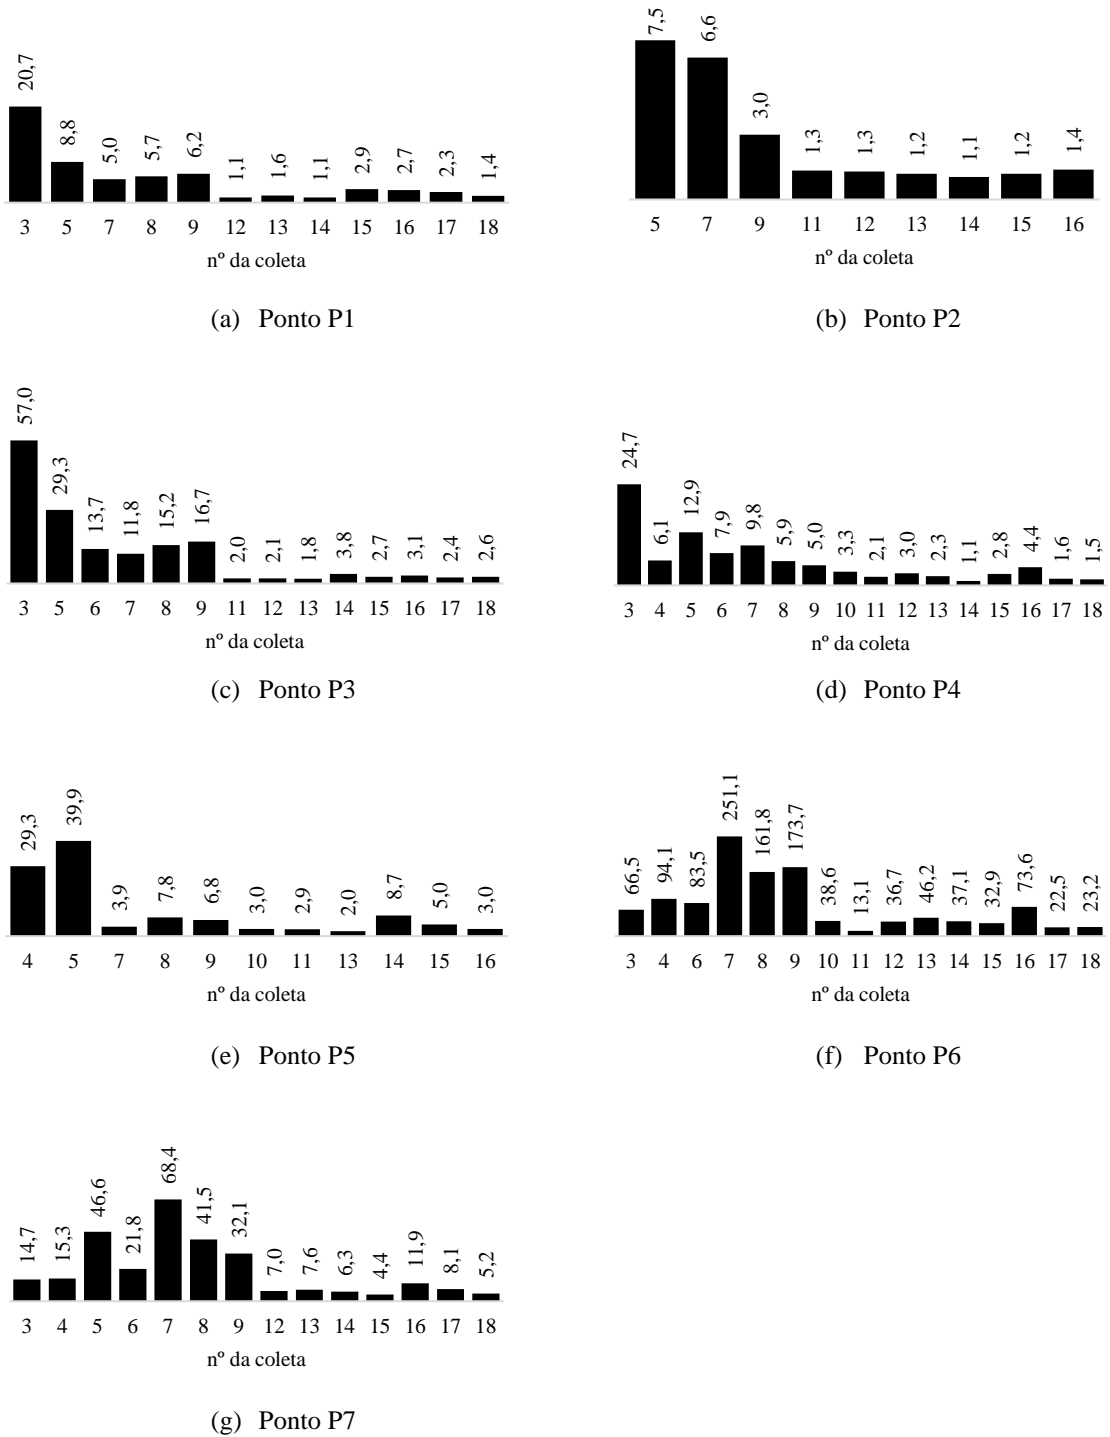 20,7 8,8 5,0 5,7 6,2 1,1 1,6 1,1 2,9 2,7 2,3 1,4
3 5 7 8 9 12 13 14 15 16 17 18
nº da coleta
(a) Ponto P1
7,5 6,6 3,0 1,3 1,3 1,2 1,1 1,2 1,4
5 7 9 11 12 13 14 15 16
nº da coleta
(b) Ponto P2
57,0 29,3 13,7 11,8 15,2 16,7 2,0 2,1 1,8 3,8 2,7 3,1 2,4 2,6
3 5 6 7 8 9 11 12 13 14 15 16 17 18
nº da coleta
(c) Ponto P3
24,7 6,1 12,9 7,9 9,8 5,9 5,0 3,3 2,1 3,0 2,3 1,1 2,8 4,4 1,6 1,5
3 4 5 6 7 8 9 10 11 12 13 14 15 16 17 18
nº da coleta
(d) Ponto P4
29,3 39,9 3,9 7,8 6,8 3,0 2,9 2,0 8,7 5,0 3,0
4 5 7 8 9 10 11 13 14 15 16
nº da coleta
(e) Ponto P5
66,5 94,1 83,5 251,1 161,8 173,7 38,6 13,1 36,7 46,2 37,1 32,9 73,6 22,5 23,2
3 4 6 7 8 9 10 11 12 13 14 15 16 17 18
nº da coleta
(f) Ponto P6
14,7 15,3 46,6 21,8 68,4 41,5 32,1 7,0 7,6 6,3 4,4 11,9 8,1 5,2
3 4 5 6 7 8 9 12 13 14 15 16 17 18
nº da coleta
(g) Ponto P7